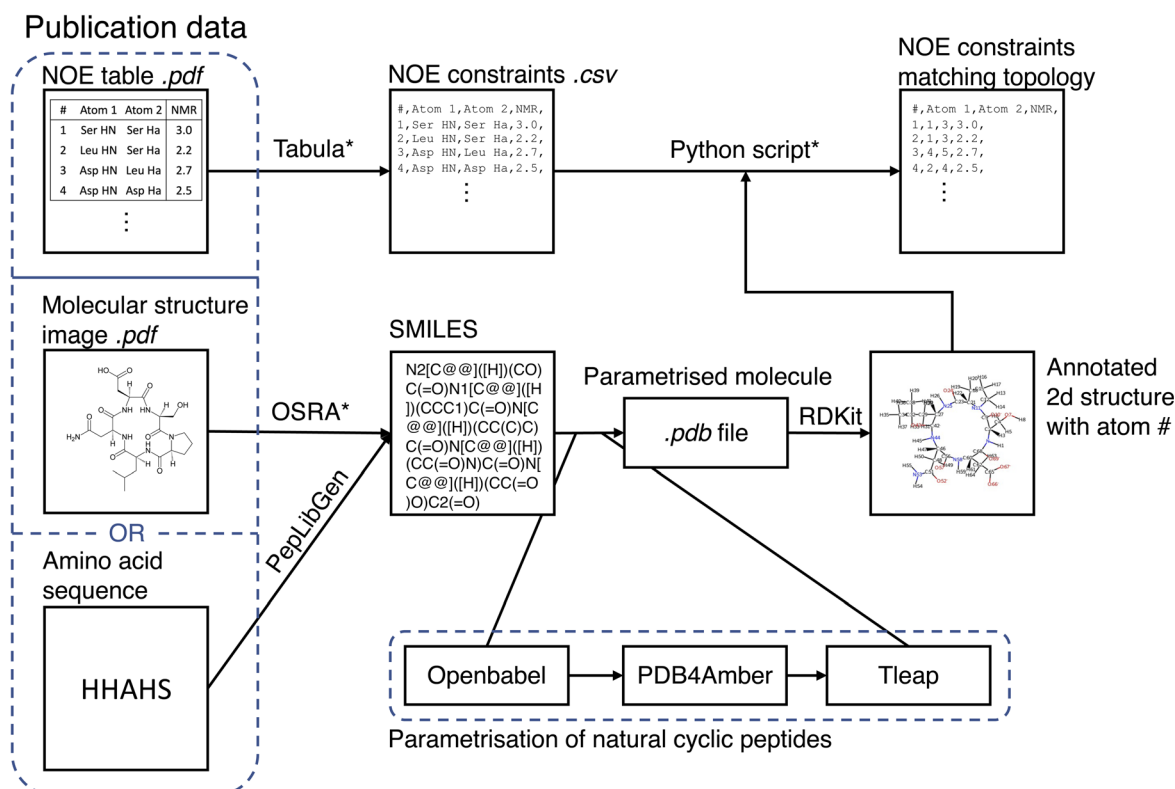 Publication data
NOE table .pdf
# Atom 1 Atom 2 NMR
1 Ser HN Ser Ha 3.0
2 Leu HN Ser Ha 2.2
3 Asp HN Leu Ha 2.7
4 Asp HN Asp Ha 2.5
⋮
Tabula*
NOE constraints .csv
#,Atom 1,Atom 2,NMR,
1,Ser HN,Ser Ha,3.0,
2,Leu HN,Ser Ha,2.2,
3,Asp HN,Leu Ha,2.7,
4,Asp HN,Asp Ha,2.5,
⋮
Python script*
NOE constraints
matching topology
#,Atom 1,Atom 2,NMR,
1,1,3,3.0,
2,1,3,2.2,
3,4,5,2.7,
4,2,4,2.5,
⋮
Molecular structure
image .pdf
HO
O
H
O
OH
NH
HN
H
O
O
N
H₂N
NH
O
O
H
H
O
OSRA*
SMILES
N2[C@@]([H])(CO)
C(=O)N1[C@@]([H
])(CCC1)C(=O)N[C
@@]([H])(CC(C)C)
C(=O)N[C@@]([H])
(CC(=O)N)C(=O)N[
C@@]([H])(CC(=O
)O)C2(=O)
Parametrised molecule
.pdb file
RDKit
Annotated
2d structure
with atom #
OR
Amino acid
sequence
HHAHS
PepLibGen
Openbabel
PDB4Amber
Tleap
Parametrisation of natural cyclic peptides